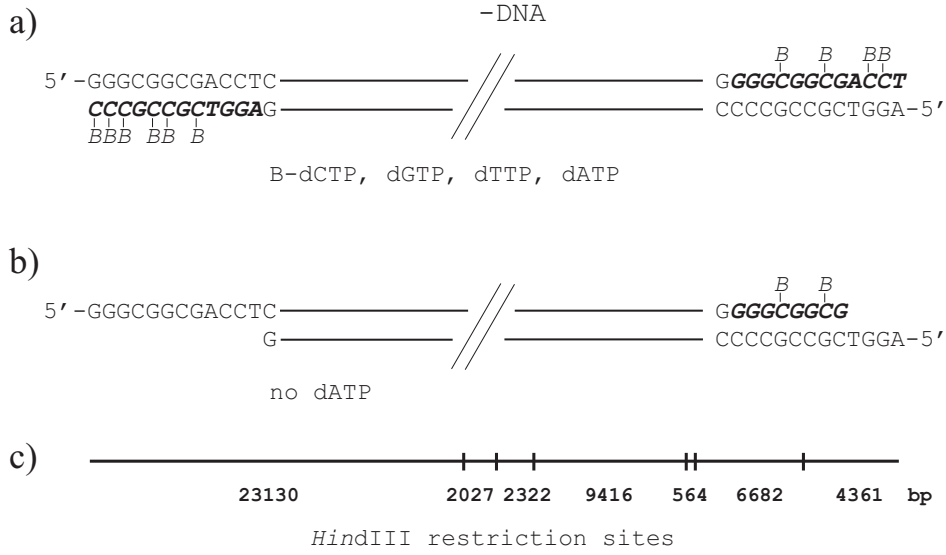 a)
-DNA
B B BB
5’-GGGCGGCGACCTC GGGGCGGCGACCT
CCCGCCGCTGGAG CCCCGCCGCTGGA-5’
BBB BB B
B-dCTP, dGTP, dTTP, dATP
b)
B B
5’-GGGCGGCGACCTC GGGGCGGCG
G CCCCGCCGCTGGA-5’
no dATP
c)
23130 2027 2322 9416 564 6682 4361 bp
HindIII restriction sites